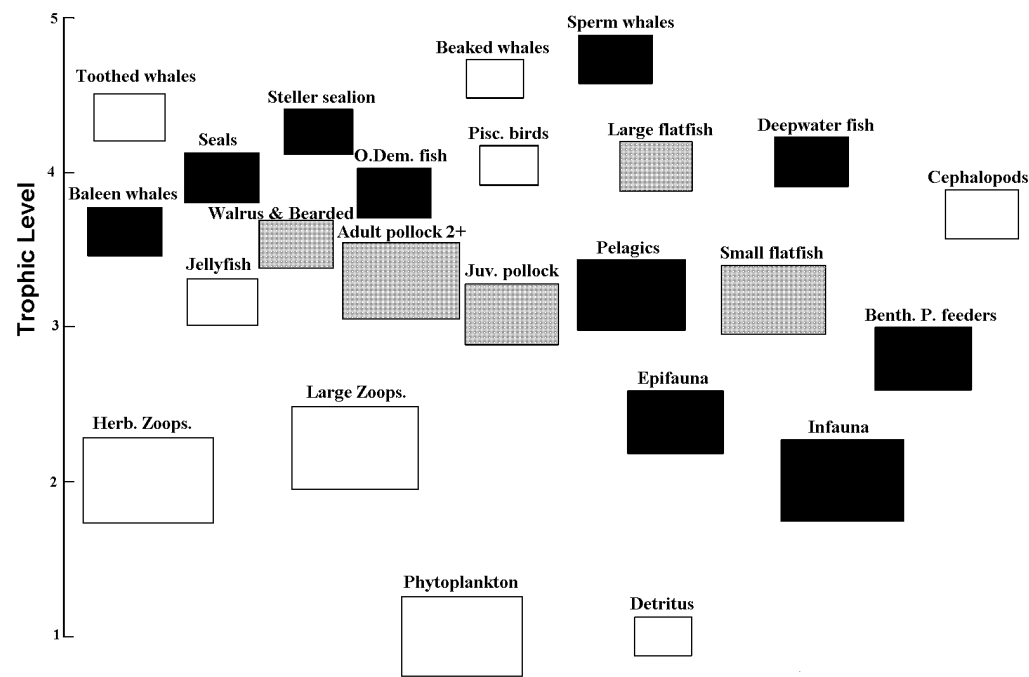 5
Sperm whales
Beaked whales
Toothed whales
Steller sealion
Deepwater fish
Large flatfish
Pisc. birds
Seals
O.Dem. fish
4
Cephalopods
Baleen whales
Walrus & Bearded
Adult pollock 2+
Trophic Level
Pelagics
Small flatfish
Jellyfish
Juv. pollock
Benth. P. feeders
3
Epifauna
Large Zoops.
Herb. Zoops.
Infauna
2
Phytoplankton
Detritus
1